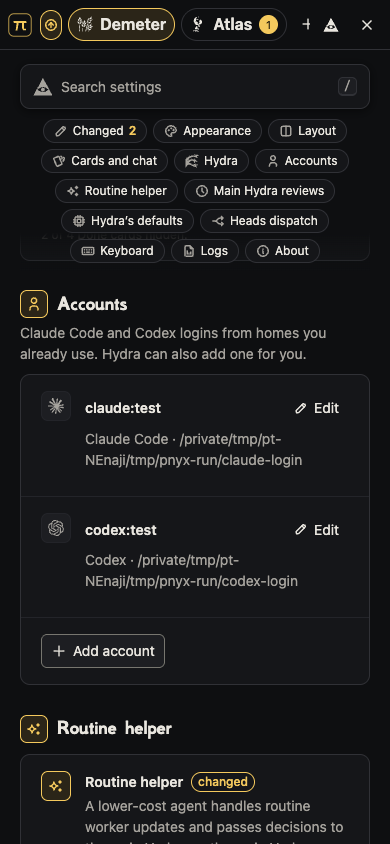 π Demeter Atlas 1
Search settings /
Changed 2 Appearance Layout
Cards and chat Hydra Accounts
Routine helper Main Hydra reviews
Hydra's defaults Heads dispatch
Keyboard Logs About
Accounts
Claude Code and Codex logins from homes you
already use. Hydra can also add one for you.
claude:test Edit
Claude Code · /private/tmp/pt-
NEnaji/tmp/pnyx-run/claude-login
codex:test Edit
Codex · /private/tmp/pt-
NEnaji/tmp/pnyx-run/codex-login
Add account
Routine helper
Routine helper changed
A lower-cost agent handles routine
worker updates and passes decisions to